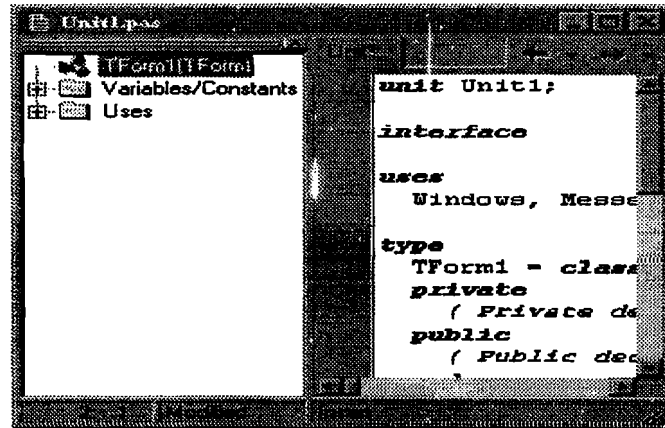 Unit1.pas
TForm1(TForm)
Variables/Constants
Uses
unit Unit1;
interface
uses
Windows, Messa
type
TForm1 = class
private
{ Private de
public
{ Public dec